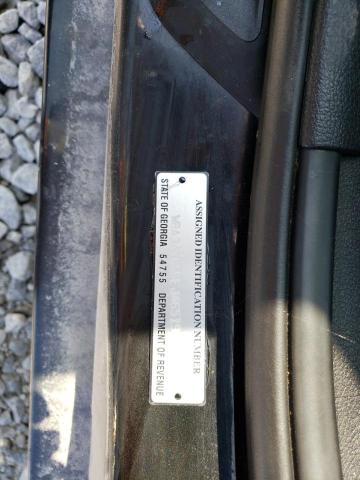 ASSIGNED IDENTIFICATION NUMBER
STATE OF GEORGIA 54755 DEPARTMENT OF REVENUE